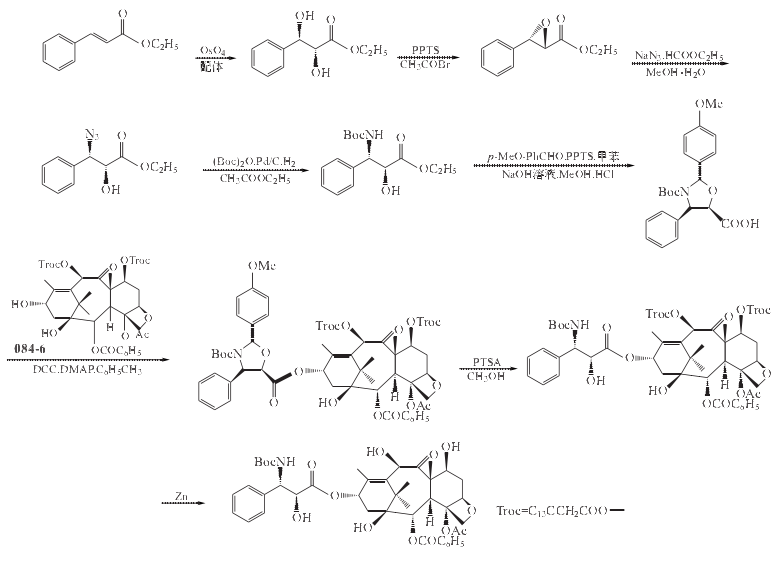 O
OC₂H₅
OsO₄
配体
OH
O
OC₂H₅
OH
PPTS
CH₃COBr
O
O
OC₂H₅
NaN₃.HCOOC₂H₅
MeOH·H₂O
N₃
O
OC₂H₅
OH
(Boc)₂O.Pd/C.H₂
CH₃COOC₂H₅
BocNH
O
OC₂H₅
OH
p-MeO-PhCHO.PPTS.甲苯
NaOH溶液.MeOH.HCl
OMe
BocN
O
COOH
TrocO
O
OTroc
HO
HO
H
O
O
Ac
OCOC₆H₅
084-6
DCC.DMAP.C₆H₅CH₃
OMe
BocN
O
O
O
TrocO
O
OTroc
HO
H
O
OAc
OCOC₆H₅
PTSA
CH₃OH
BocNH
O
O
OH
TrocO
O
OTroc
HO
H
O
OAc
OCOC₆H₅
Zn
BocNH
O
O
OH
HO
O
OH
HO
H
O
OAc
OCOC₆H₅
Troc=C₁₃CCH₂COO